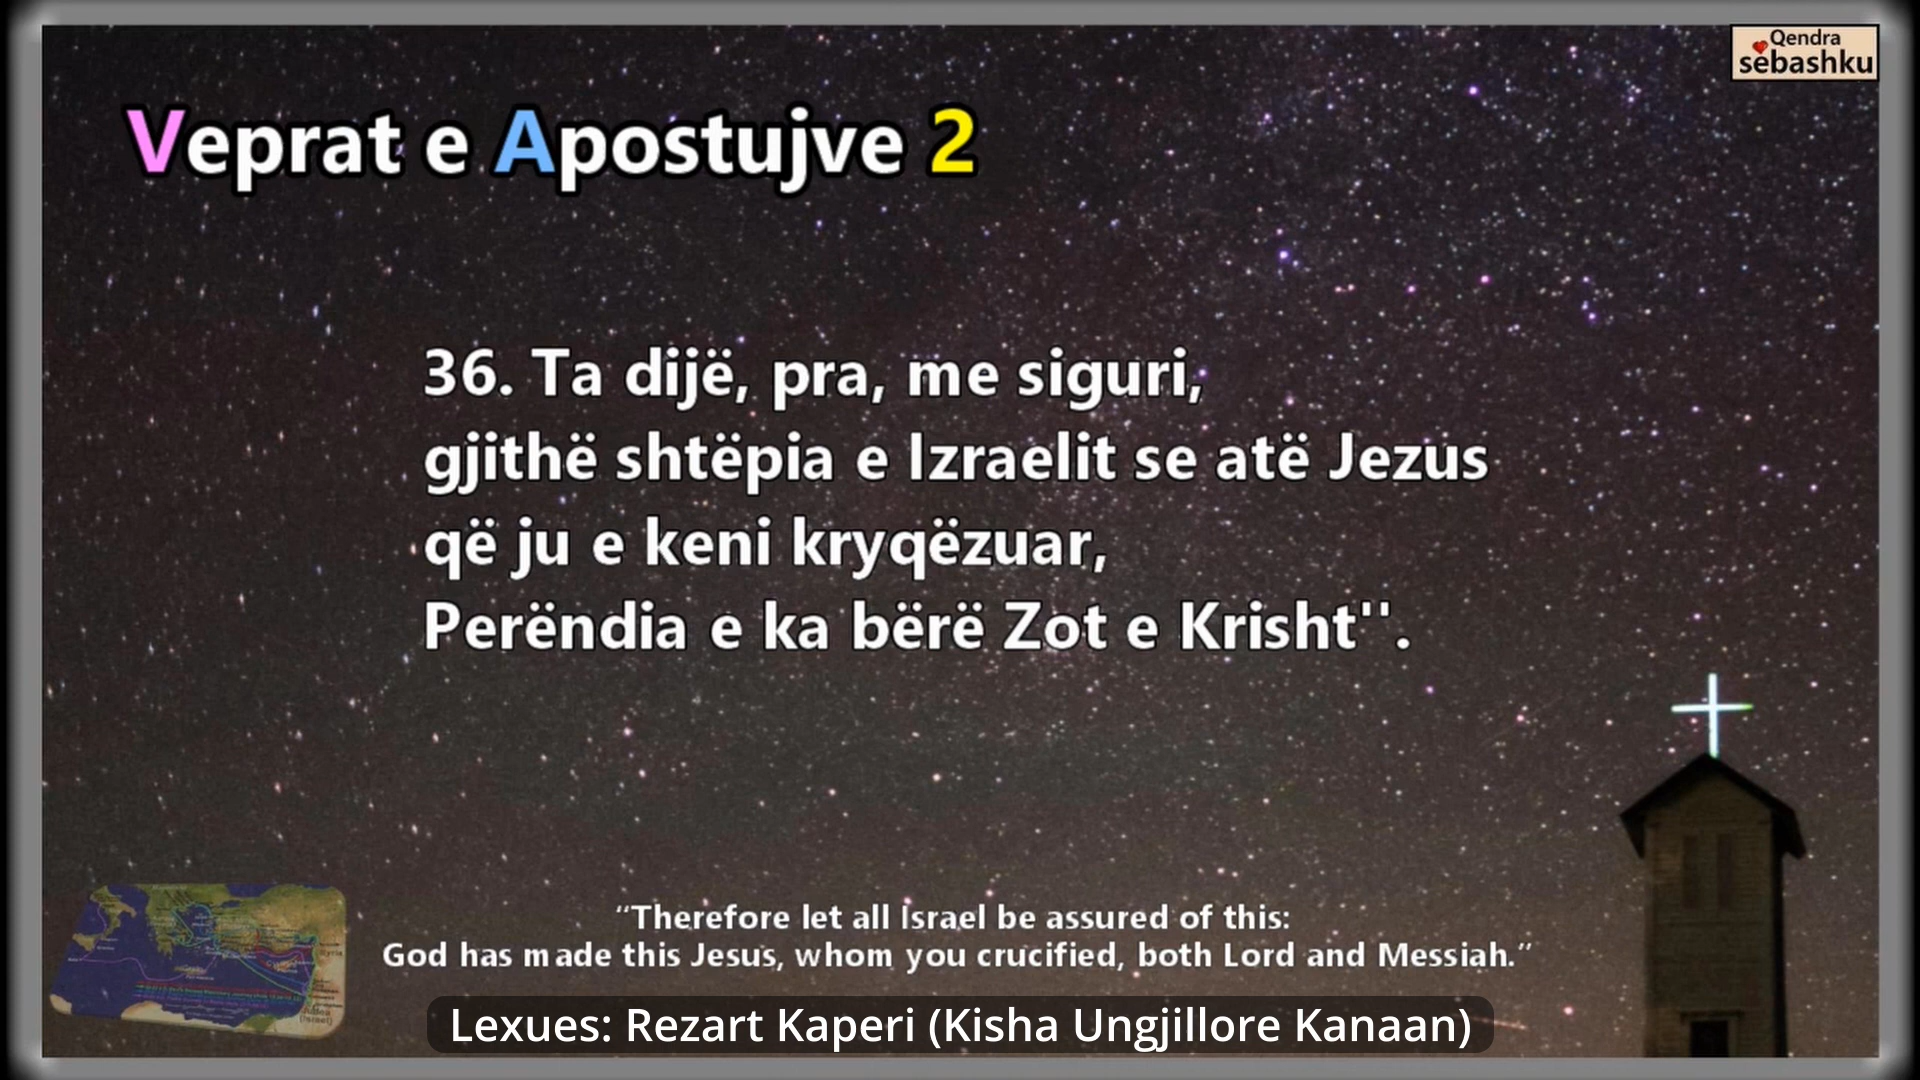 Qendra
sëbashku
Veprat e Apostujve 2
36. Ta dijë, pra, me siguri,
gjithë shtëpia e Izraelit se atë Jezus
që ju e keni kryqëzuar,
Perëndia e ka bërë Zot e Krisht".
“Therefore let all Israel be assured of this:
God has made this Jesus, whom you crucified, both Lord and Messiah.”
(Israel)
Lexues: Rezart Kaperi (Kisha Ungjillore Kanaan)